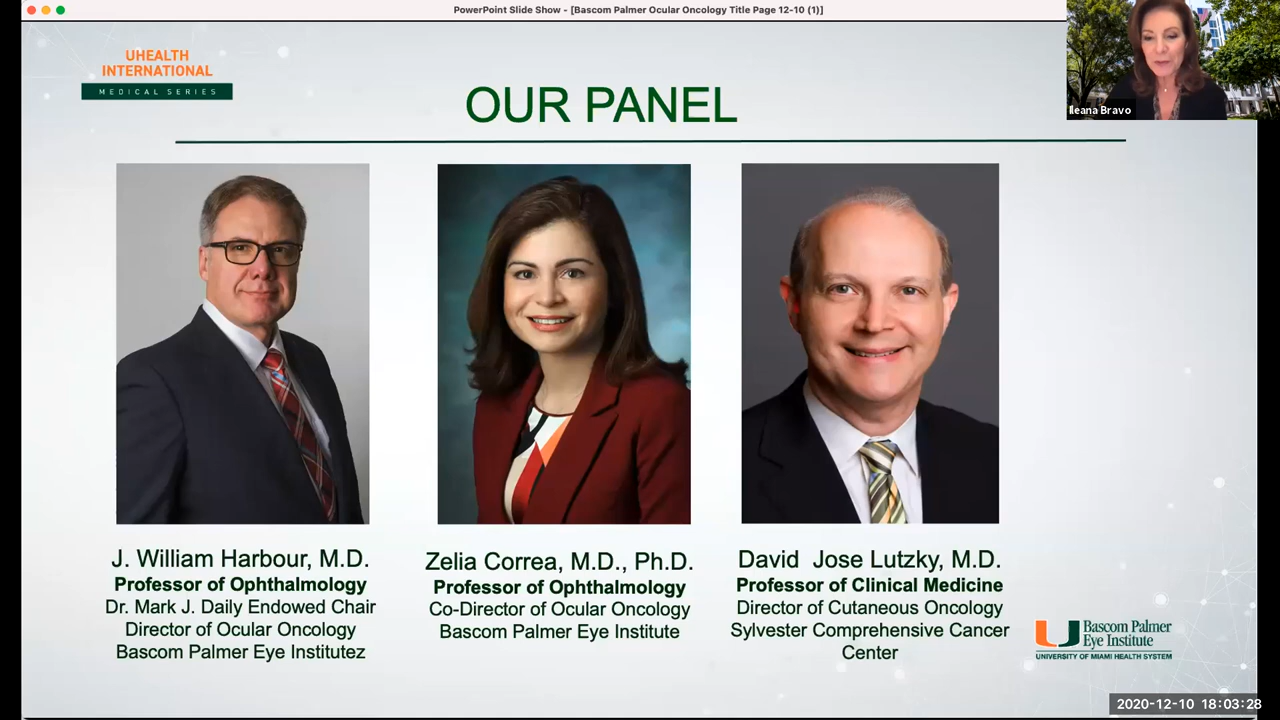 PowerPoint Slide Show - [Bascom Palmer Ocular Oncology Title Page 12-10 (1)]
UHEALTH
INTERNATIONAL
MEDICAL SERIES
OUR PANEL
Ileana Bravo
J. William Harbour, M.D.
Professor of Ophthalmology
Dr. Mark J. Daily Endowed Chair
Director of Ocular Oncology
Bascom Palmer Eye Institutez
Zelia Correa, M.D., Ph.D.
Professor of Ophthalmology
Co-Director of Ocular Oncology
Bascom Palmer Eye Institute
David Jose Lutzky, M.D.
Professor of Clinical Medicine
Director of Cutaneous Oncology
Sylvester Comprehensive Cancer
Center
Bascom Palmer
Eye Institute
UNIVERSITY OF MIAMI HEALTH SYSTEM
2020-12-10 18:03:28